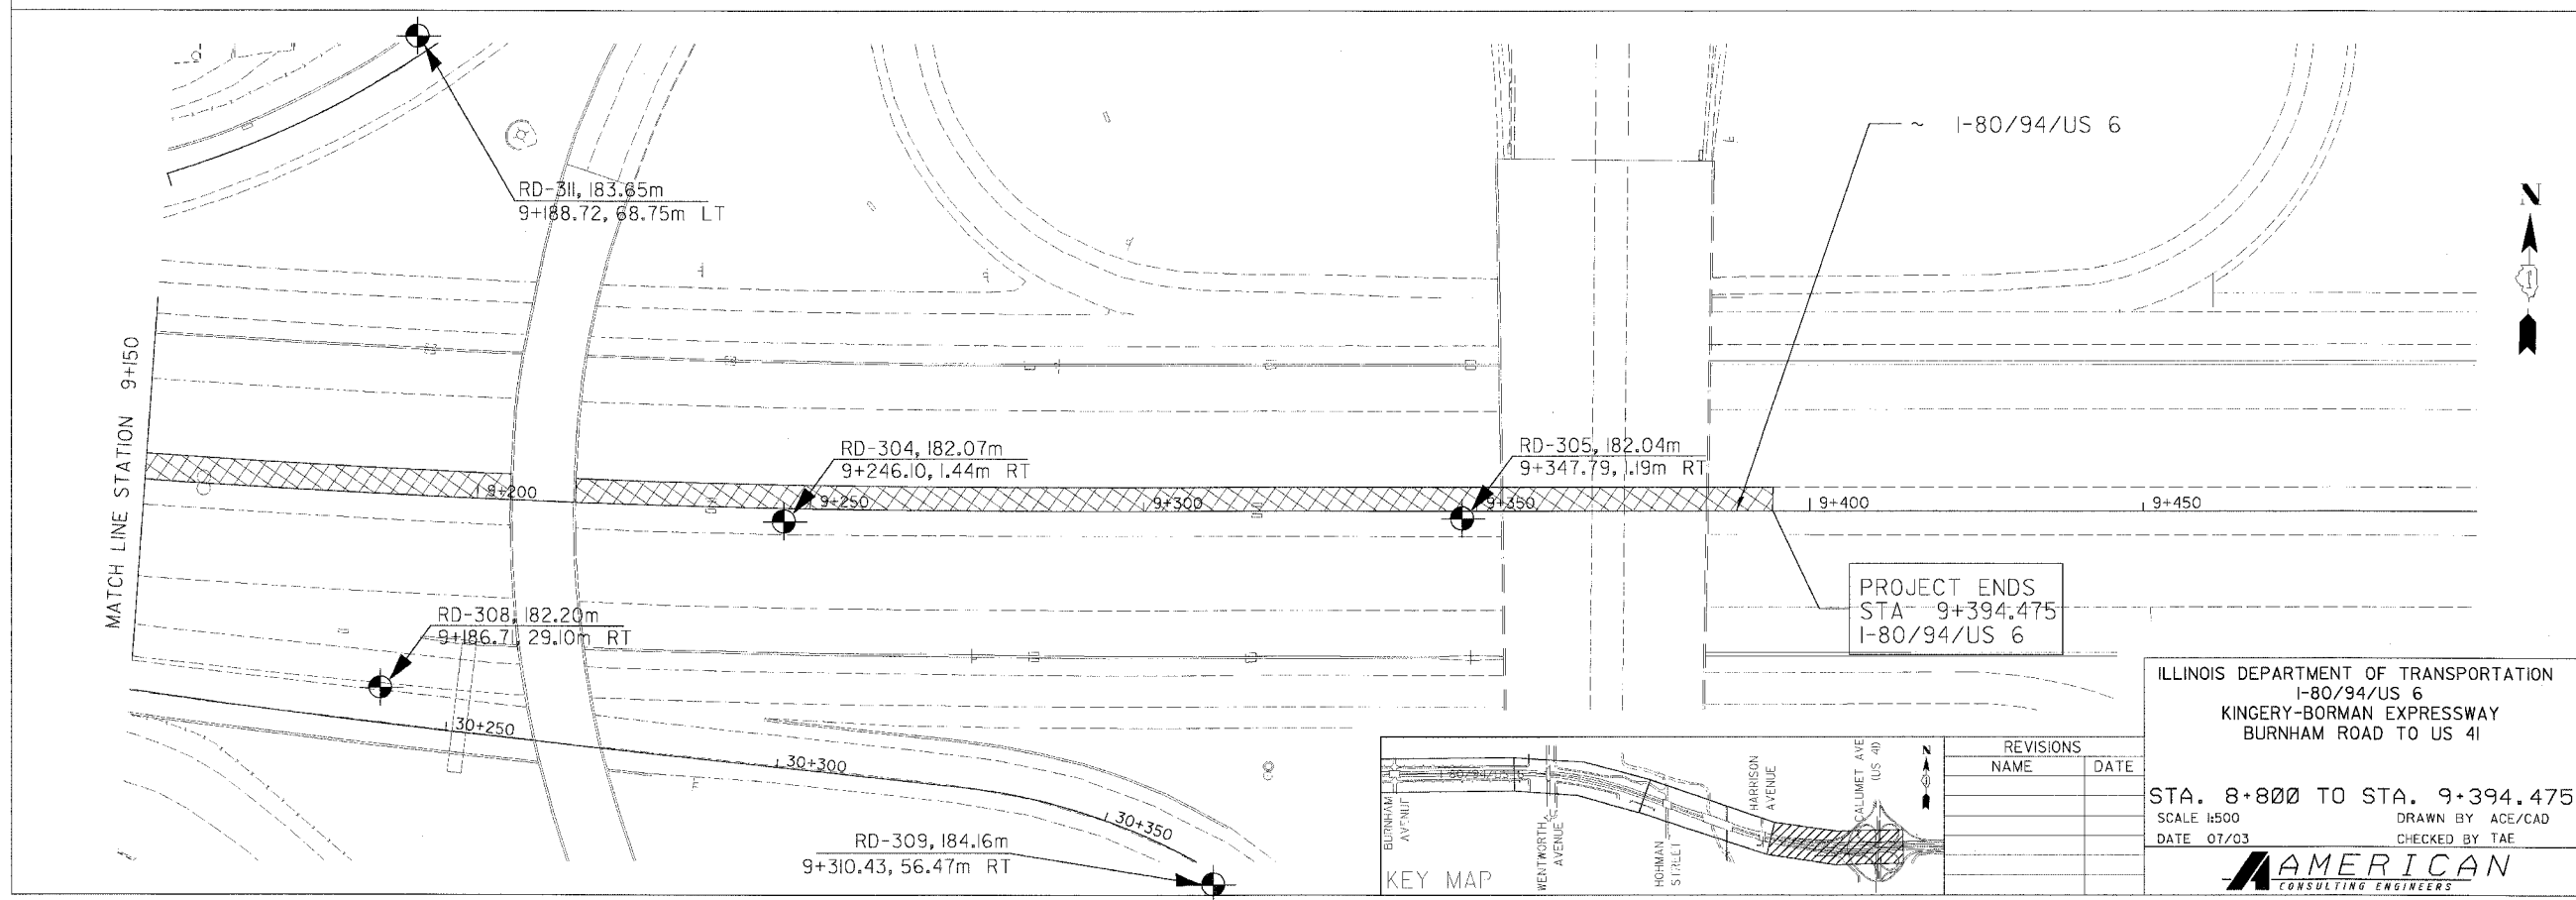 RD-311, 183.65m
9+188.72, 68.75m LT
~ I-80/94/US 6
N
MATCH LINE STATION 9+150
RD-304, 182.07m
9+246.10, 1.44m RT
RD-305, 182.04m
9+347.79, 1.19m RT
9+200
9+250
9+300
9+350
9+400
9+450
PROJECT ENDS
STA 9+394.475
I-80/94/US 6
RD-308, 182.20m
9+186.71, 29.10m RT
30+250
30+300
30+350
RD-309, 184.16m
9+310.43, 56.47m RT
KEY MAP
BURNHAM
AVENUE
I-80/94/US 6
WENTWORTH
AVENUE
HOHMAN
STREET
HARRISON
AVENUE
CALUMET AVE
(US 41)
N
REVISIONS
NAME DATE
ILLINOIS DEPARTMENT OF TRANSPORTATION
I-80/94/US 6
KINGERY-BORMAN EXPRESSWAY
BURNHAM ROAD TO US 41
STA. 8+800 TO STA. 9+394.475
SCALE 1:500 DRAWN BY ACE/CAD
DATE 07/03 CHECKED BY TAE
AMERICAN
CONSULTING ENGINEERS